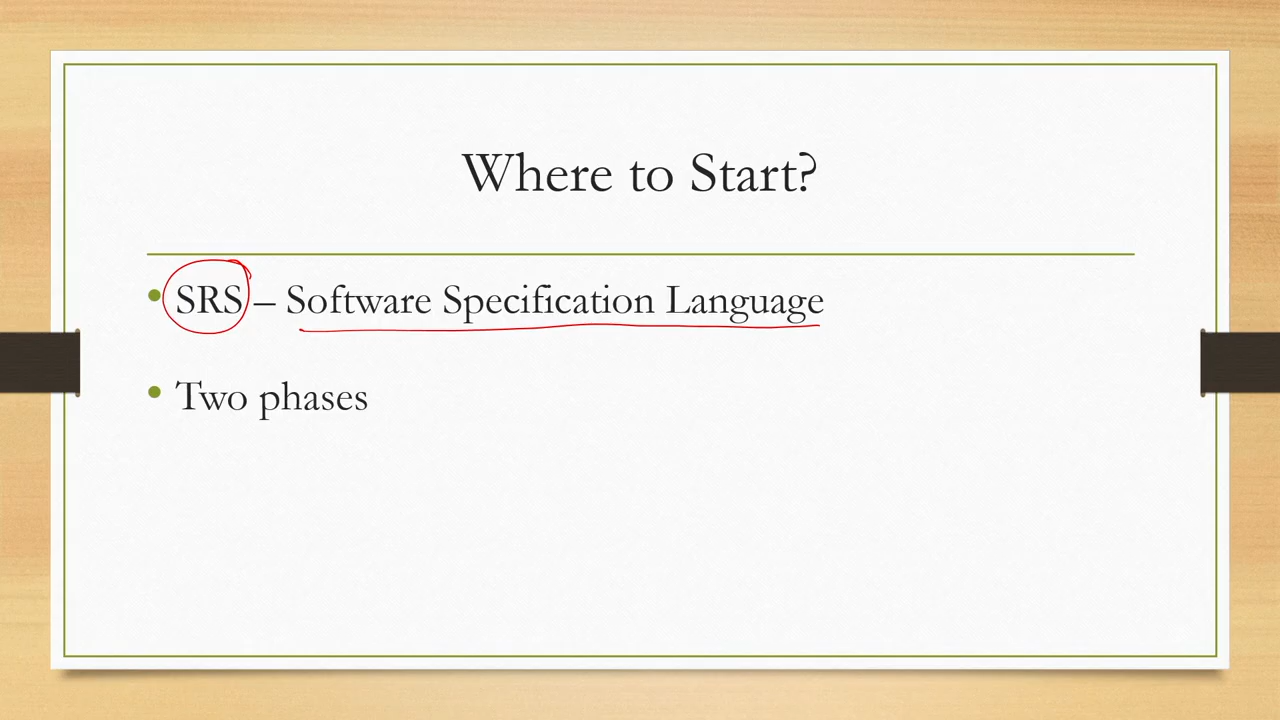 Where to Start?
• SRS – Software Specification Language
• Two phases